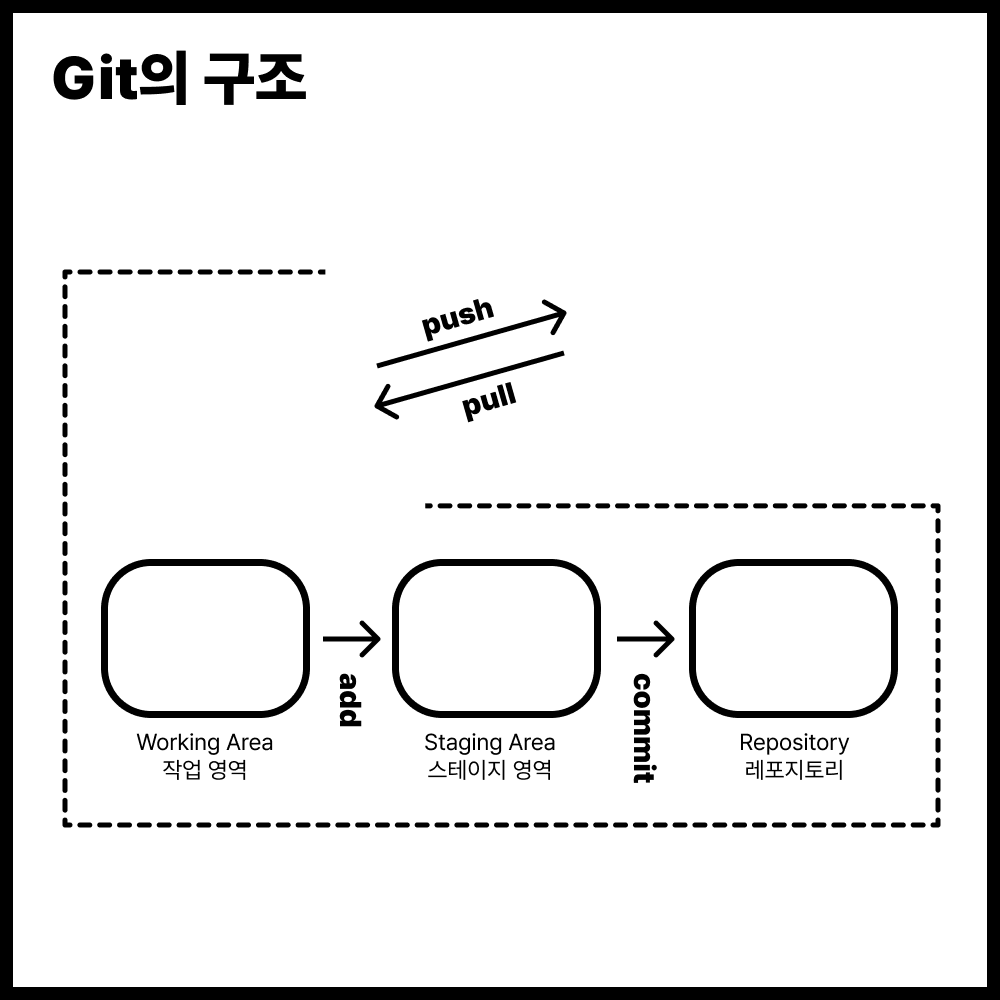 Git의 구조
push
pull
add
commit
Working Area
작업 영역
Staging Area
스테이지 영역
Repository
레포지토리